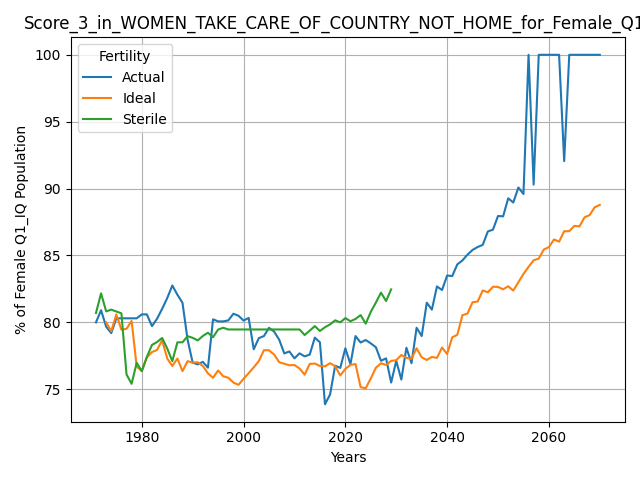 Score_3_in_WOMEN_TAKE_CARE_OF_COUNTRY_NOT_HOME_for_Female_Q1
Fertility
Actual
Ideal
Sterile
100
95
90
85
80
75
% of Female Q1_IQ Population
1980 2000 2020 2040 2060
Years